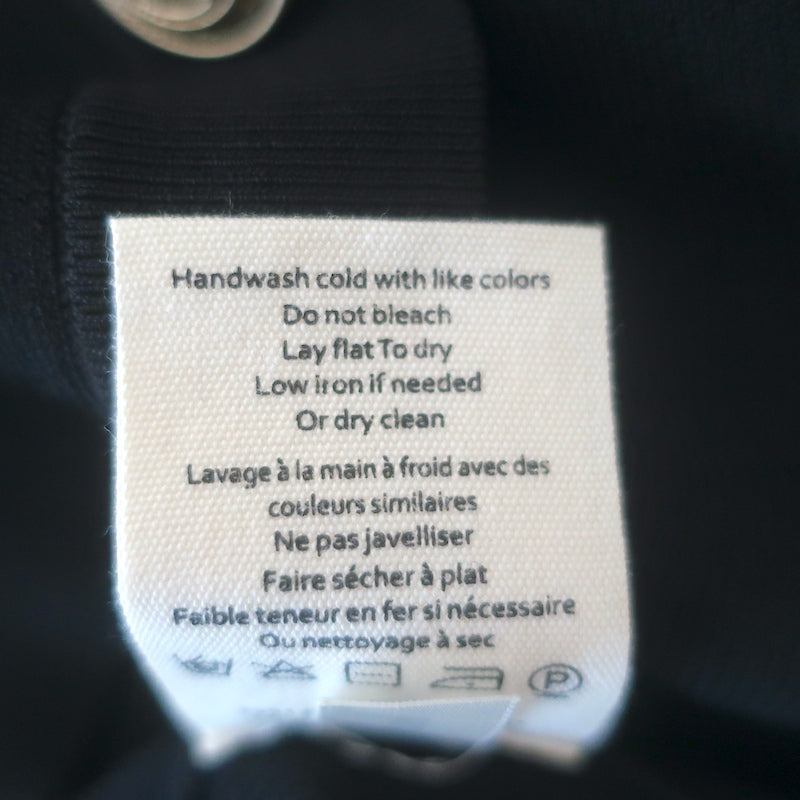 Handwash cold with like colors
Do not bleach
Lay flat To dry
Low iron if needed
Or dry clean
Lavage à la main à froid avec des
couleurs similaires
Ne pas javelliser
Faire sécher à plat
Faible teneur en fer si nécessaire
Ou nettoyage à sec
P